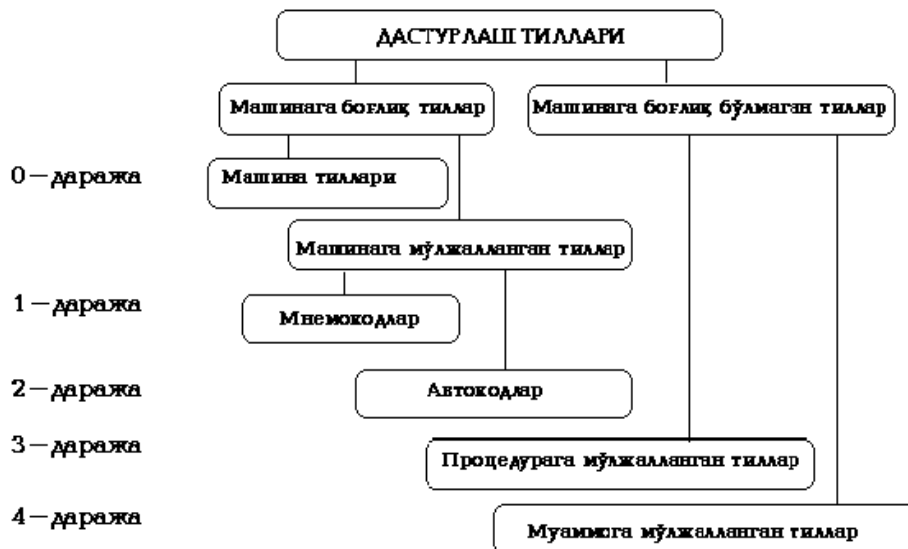 ДАСТУРЛАШ ТИЛЛАРИ
Машинага боғлиқ тиллар
Машинага боғлиқ бўлмаган тиллар
0—даража
Машина тиллари
Машинага мўлжалланган тиллар
1—даража
Мнемокодлар
2—даража
Автокодлар
3—даража
Процедурага мўлжалланган тиллар
4—даража
Муаммога мўлжалланган тиллар